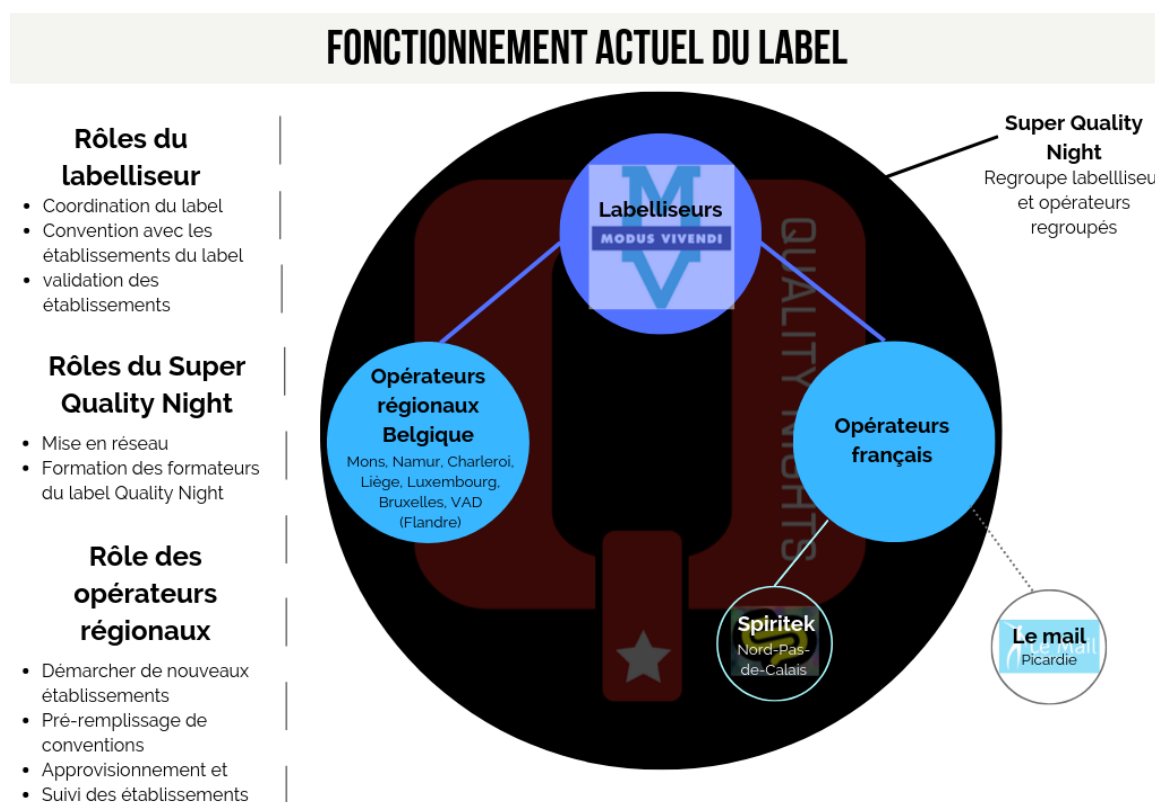 FONCTIONNEMENT ACTUEL DU LABEL
Rôles du
labelliseur
• Coordination du label
• Convention avec les
établissements du label
• validation des
établissements
Rôles du Super
Quality Night
• Mise en réseau
• Formation des formateurs
du label Quality Night
Rôle des
opérateurs
régionaux
• Démarcher de nouveaux
établissements
• Pré-remplissage de
conventions
• Approvisionnement et
• Suivi des établissements
Labelliseurs
MV
MODUS VIVENDI
QUALITY NIGHTS
Super Quality
Night
Regroupe labellliseu
et opérateurs
regroupés
Opérateurs
régionaux
Belgique
Mons, Namur, Charleroi,
Liège, Luxembourg,
Bruxelles, VAD
(Flandre)
Opérateurs
français
Spiritek
Nord-Pas-
de-Calais
Le mail
Le Mail
Picardie